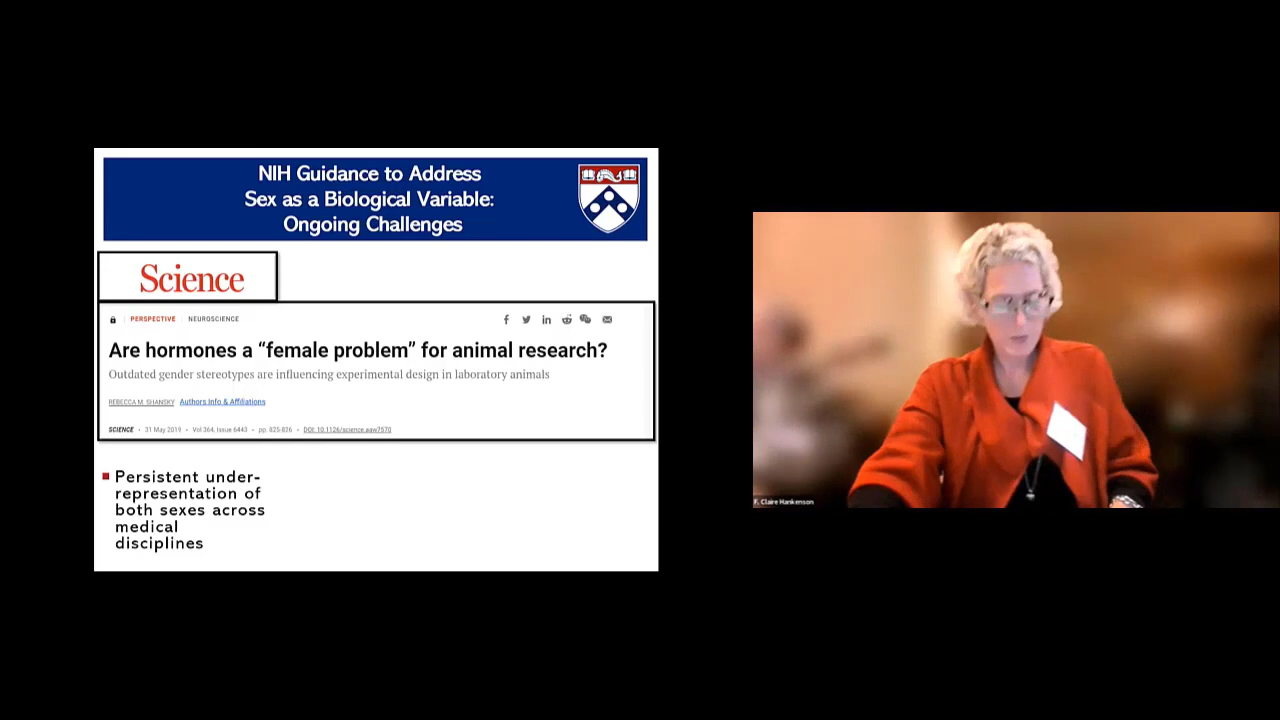 NIH Guidance to Address
Sex as a Biological Variable:
Ongoing Challenges
Science
PERSPECTIVE NEUROSCIENCE
Are hormones a “female problem” for animal research?
Outdated gender stereotypes are influencing experimental design in laboratory animals
REBECCA M. SHANSKY Authors Info & Affiliations
SCIENCE • 31 May 2019 • Vol 364, Issue 6443 • pp. 825-826 • DOI: 10.1126/science.aaw7570
Persistent under-
representation of
both sexes across
medical
disciplines
F. Claire Hankenson